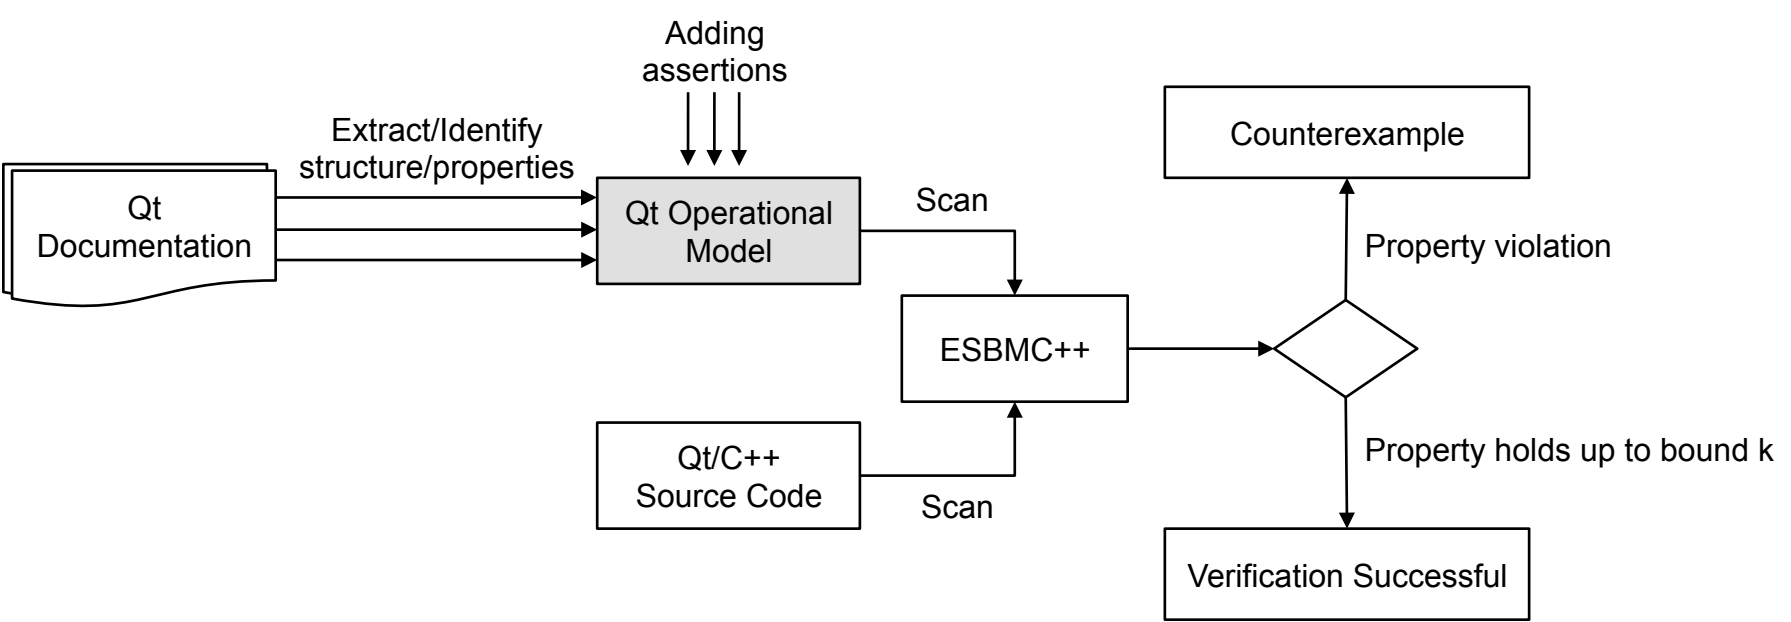 Adding
assertions
Extract/Identify
structure/properties
Qt
Documentation
Qt Operational
Model
Scan
Counterexample
Property violation
ESBMC++
Qt/C++
Source Code
Scan
Property holds up to bound k
Verification Successful